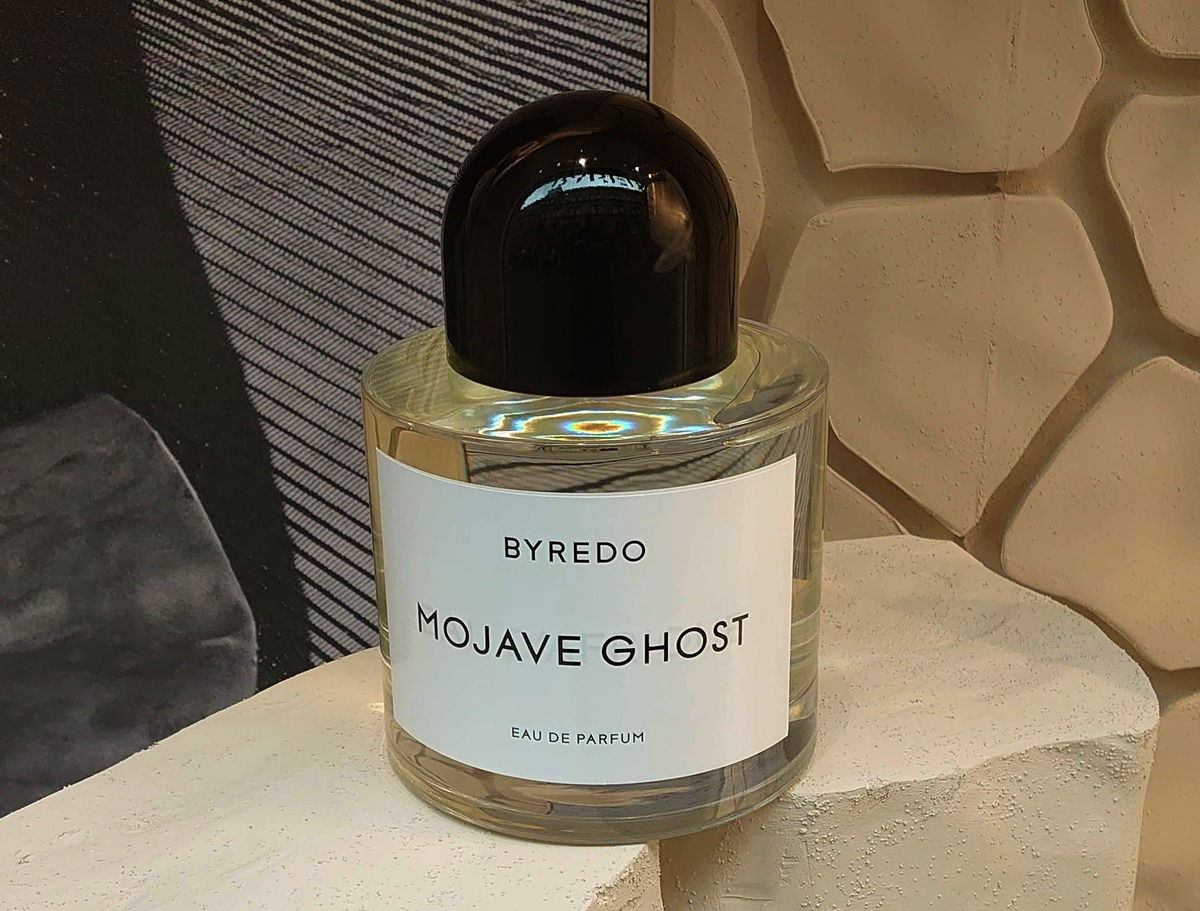 BYREDO
MOJAVE GHOST
EAU DE PARFUM